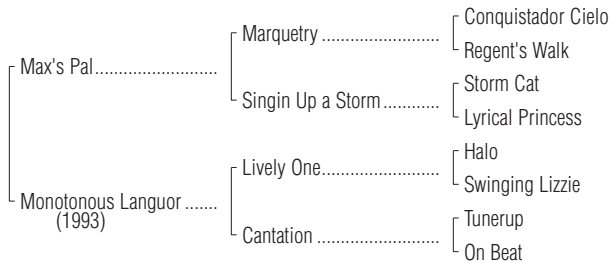 Conquistador Cielo
Marquetry ........................
Regent's Walk
Max's Pal.........................
Storm Cat
Singin Up a Storm............
Lyrical Princess
Halo
Lively One........................
Swinging Lizzie
Monotonous Languor .......
(1993)
Tunerup
Cantation .........................
On Beat